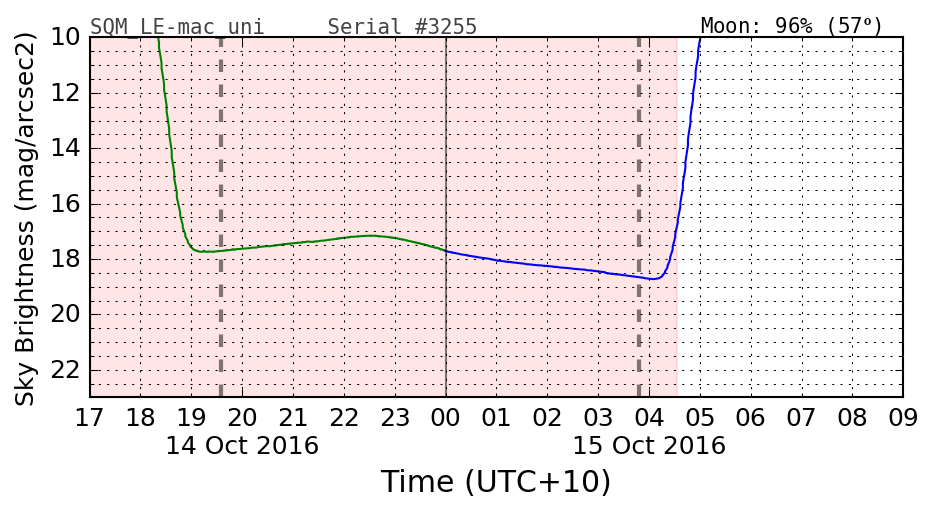 SQM_LE-mac_uni Serial #3255 Moon: 96% (57°)
Sky Brightness (mag/arcsec2)
10
12
14
16
18
20
22
17 18 19 20 21 22 23 00 01 02 03 04 05 06 07 08 09
14 Oct 2016 15 Oct 2016
Time (UTC+10)